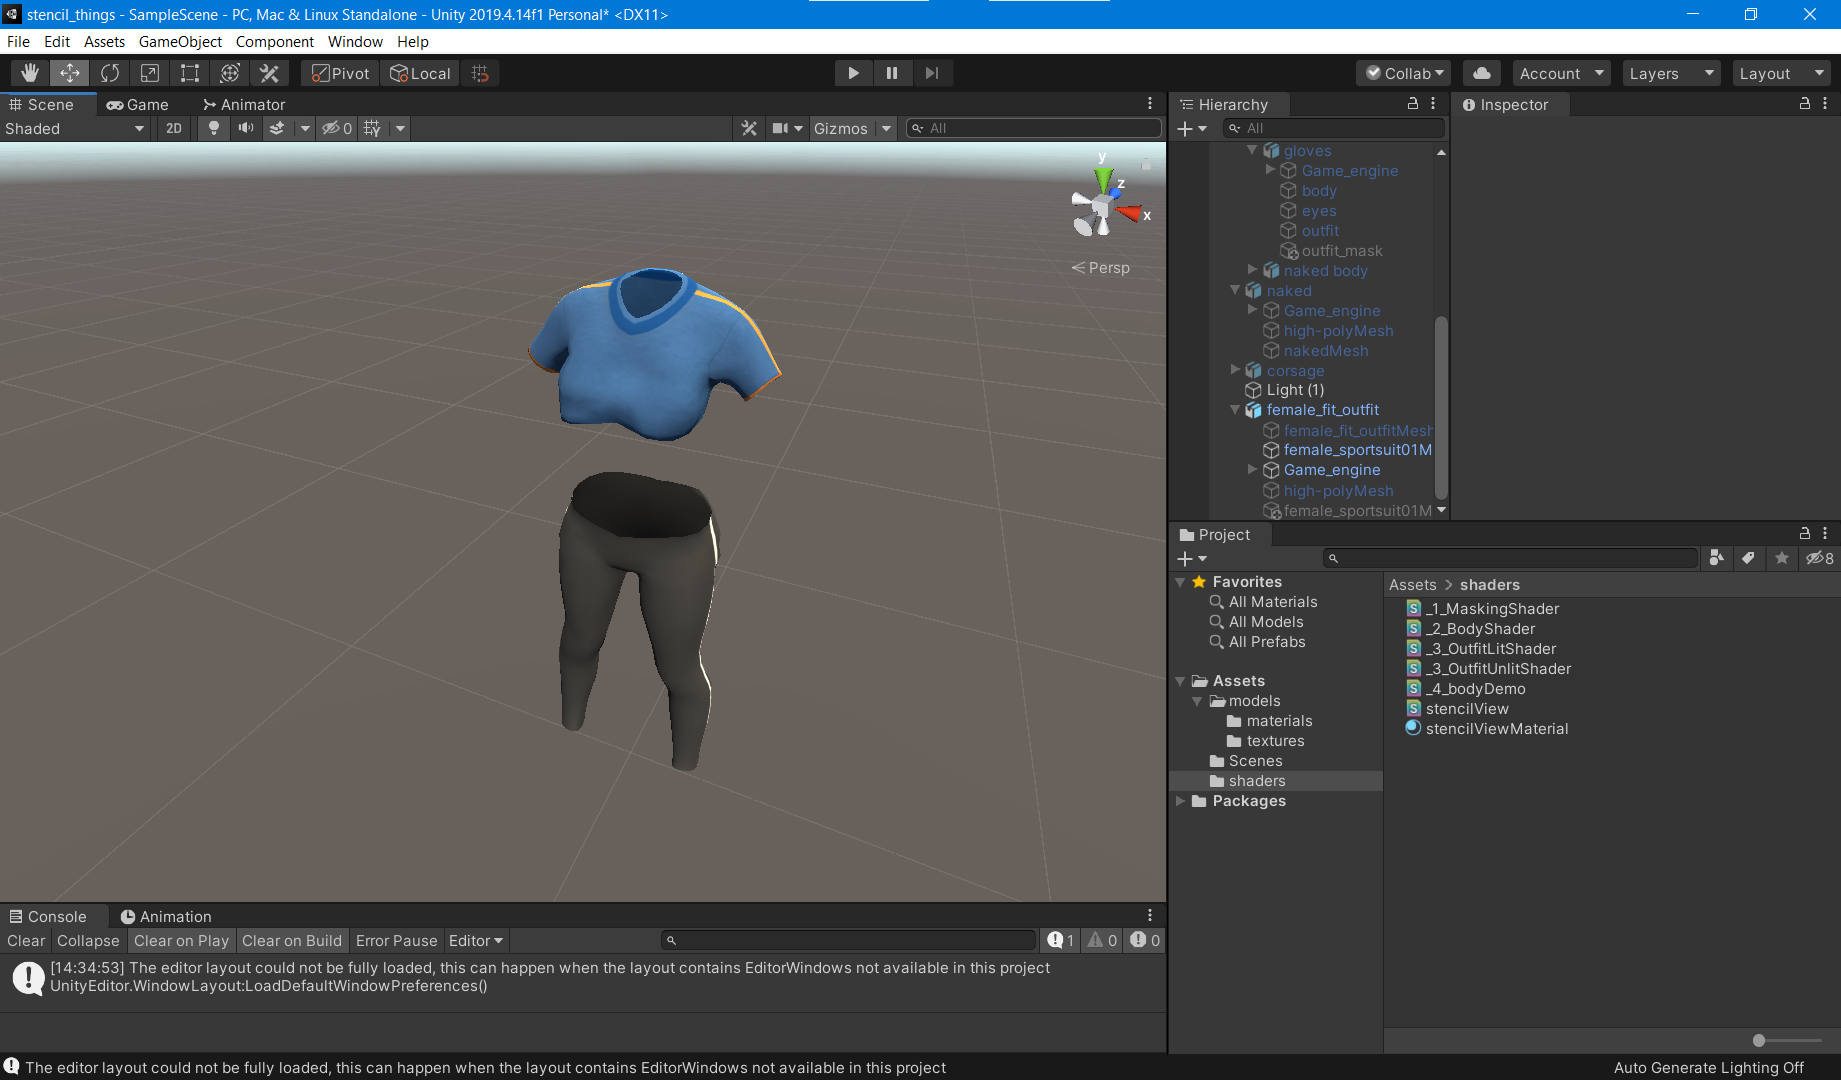 stencil_things - SampleScene - PC, Mac & Linux Standalone - Unity 2019.4.14f1 Personal* <DX11>
File Edit Assets GameObject Component Window Help
Pivot Local Collab Account Layers Layout
Scene Game Animator
Shaded 2D 0 Gizmos All
y
z
x
Persp
Hierarchy
All
gloves
Game_engine
body
eyes
outfit
outfit_mask
naked body
naked
Game_engine
high-polyMesh
nakedMesh
corsage
Light (1)
female_fit_outfit
female_fit_outfitMesh
female_sportsuit01M
Game_engine
high-polyMesh
female_sportsuit01M
Inspector
Project
8
Favorites
All Materials
All Models
All Prefabs
Assets
models
materials
textures
Scenes
shaders
Packages
Assets > shaders
_1_MaskingShader
_2_BodyShader
_3_OutfitLitShader
_3_OutfitUnlitShader
_4_bodyDemo
stencilView
stencilViewMaterial
Console Animation
Clear Collapse Clear on Play Clear on Build Error Pause Editor 1 0 0
[14:34:53] The editor layout could not be fully loaded, this can happen when the layout contains EditorWindows not available in this project
UnityEditor.WindowLayout:LoadDefaultWindowPreferences()
The editor layout could not be fully loaded, this can happen when the layout contains EditorWindows not available in this project
Auto Generate Lighting Off